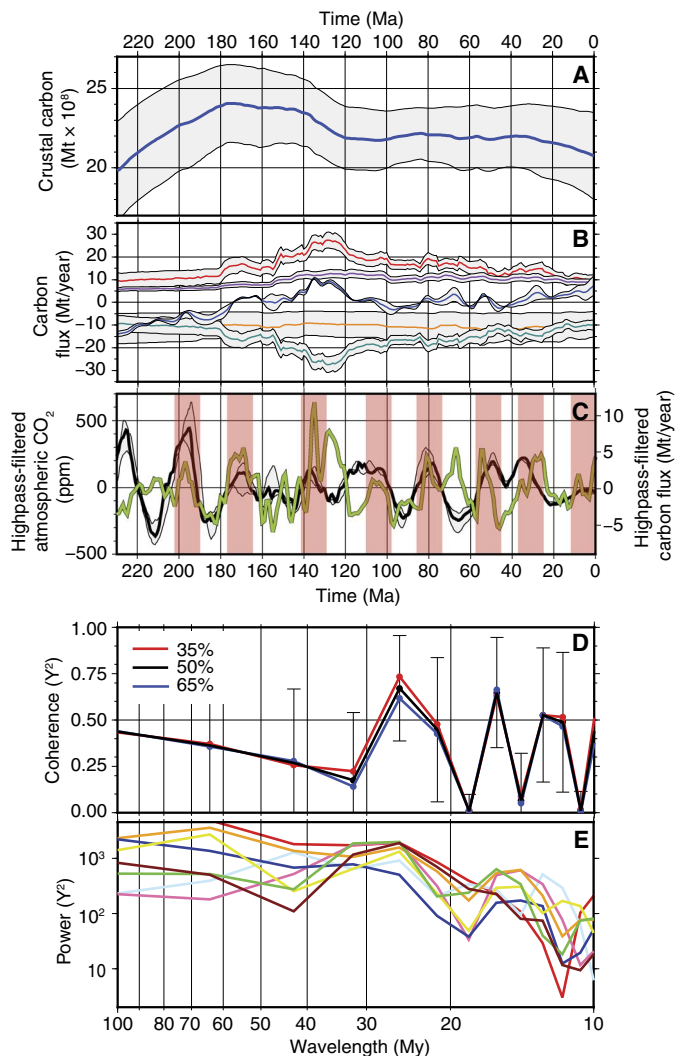 Time (Ma)
220 200 180 160 140 120 100 80 60 40 20 0
A
Crustal carbon
(Mt × 10⁸)
25
20
B
Carbon
flux (Mt/year)
30
20
10
0
−10
−20
−30
C
Highpass-filtered
atmospheric CO₂
(ppm)
500
0
−500
10
5
0
−5
Highpass-filtered
carbon flux (Mt/year)
220 200 180 160 140 120 100 80 60 40 20 0
Time (Ma)
D
Coherence (Y²)
1.00
0.75
0.50
0.25
0.00
35%
50%
65%
E
Power (Y²)
10³
10²
10
100 80 70 60 50 40 30 20 10
Wavelength (My)